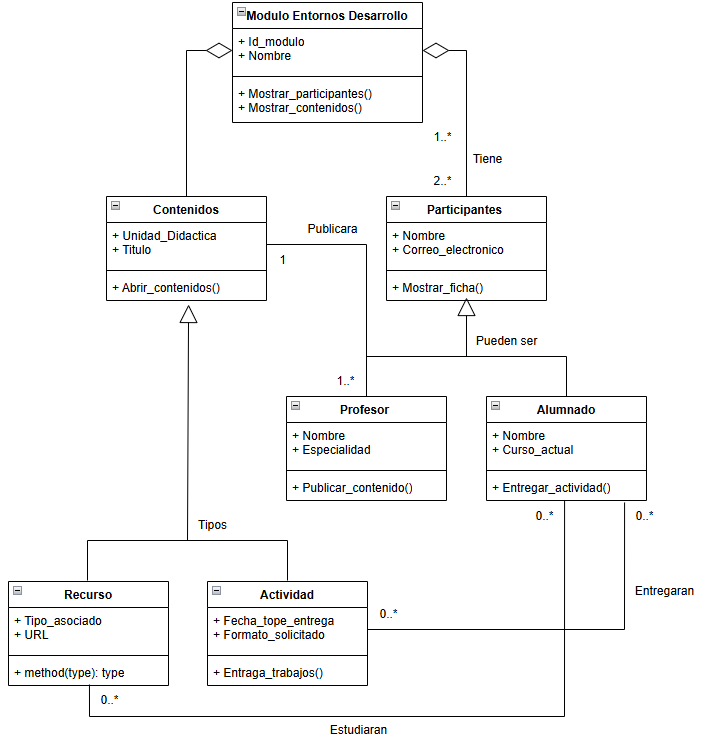 Modulo Entornos Desarrollo
+ Id_modulo
+ Nombre
+ Mostrar_participantes()
+ Mostrar_contenidos()
1..*
Tiene
2..*
Contenidos
+ Unidad_Didactica
+ Titulo
+ Abrir_contenidos()
Publicara
1
Participantes
+ Nombre
+ Correo_electronico
+ Mostrar_ficha()
Pueden ser
1..*
Profesor
+ Nombre
+ Especialidad
+ Publicar_contenido()
Alumnado
+ Nombre
+ Curso_actual
+ Entregar_actividad()
0..*
0..*
Tipos
Recurso
+ Tipo_asociado
+ URL
+ method(type): type
Actividad
+ Fecha_tope_entrega
+ Formato_solicitado
+ Entraga_trabajos()
0..*
Entregaran
0..*
Estudiaran